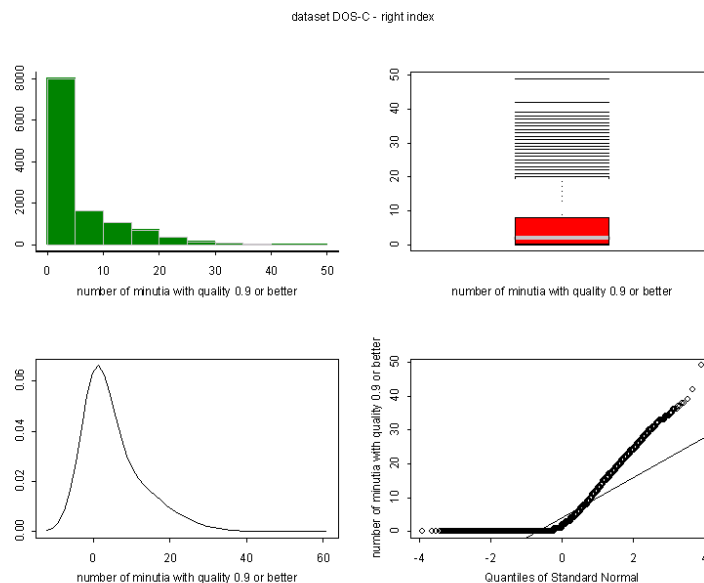 dataset DOS-C - right index
0 2000 4000 6000 8000
0 10 20 30 40 50
number of minutia with quality 0.9 or better
0 10 20 30 40 50
number of minutia with quality 0.9 or better
0.00 0.02 0.04 0.06
0 20 40 60
number of minutia with quality 0.9 or better
number of minutia with quality 0.9 or better
0 10 20 30 40 50
-4 -2 0 2 4
Quantiles of Standard Normal